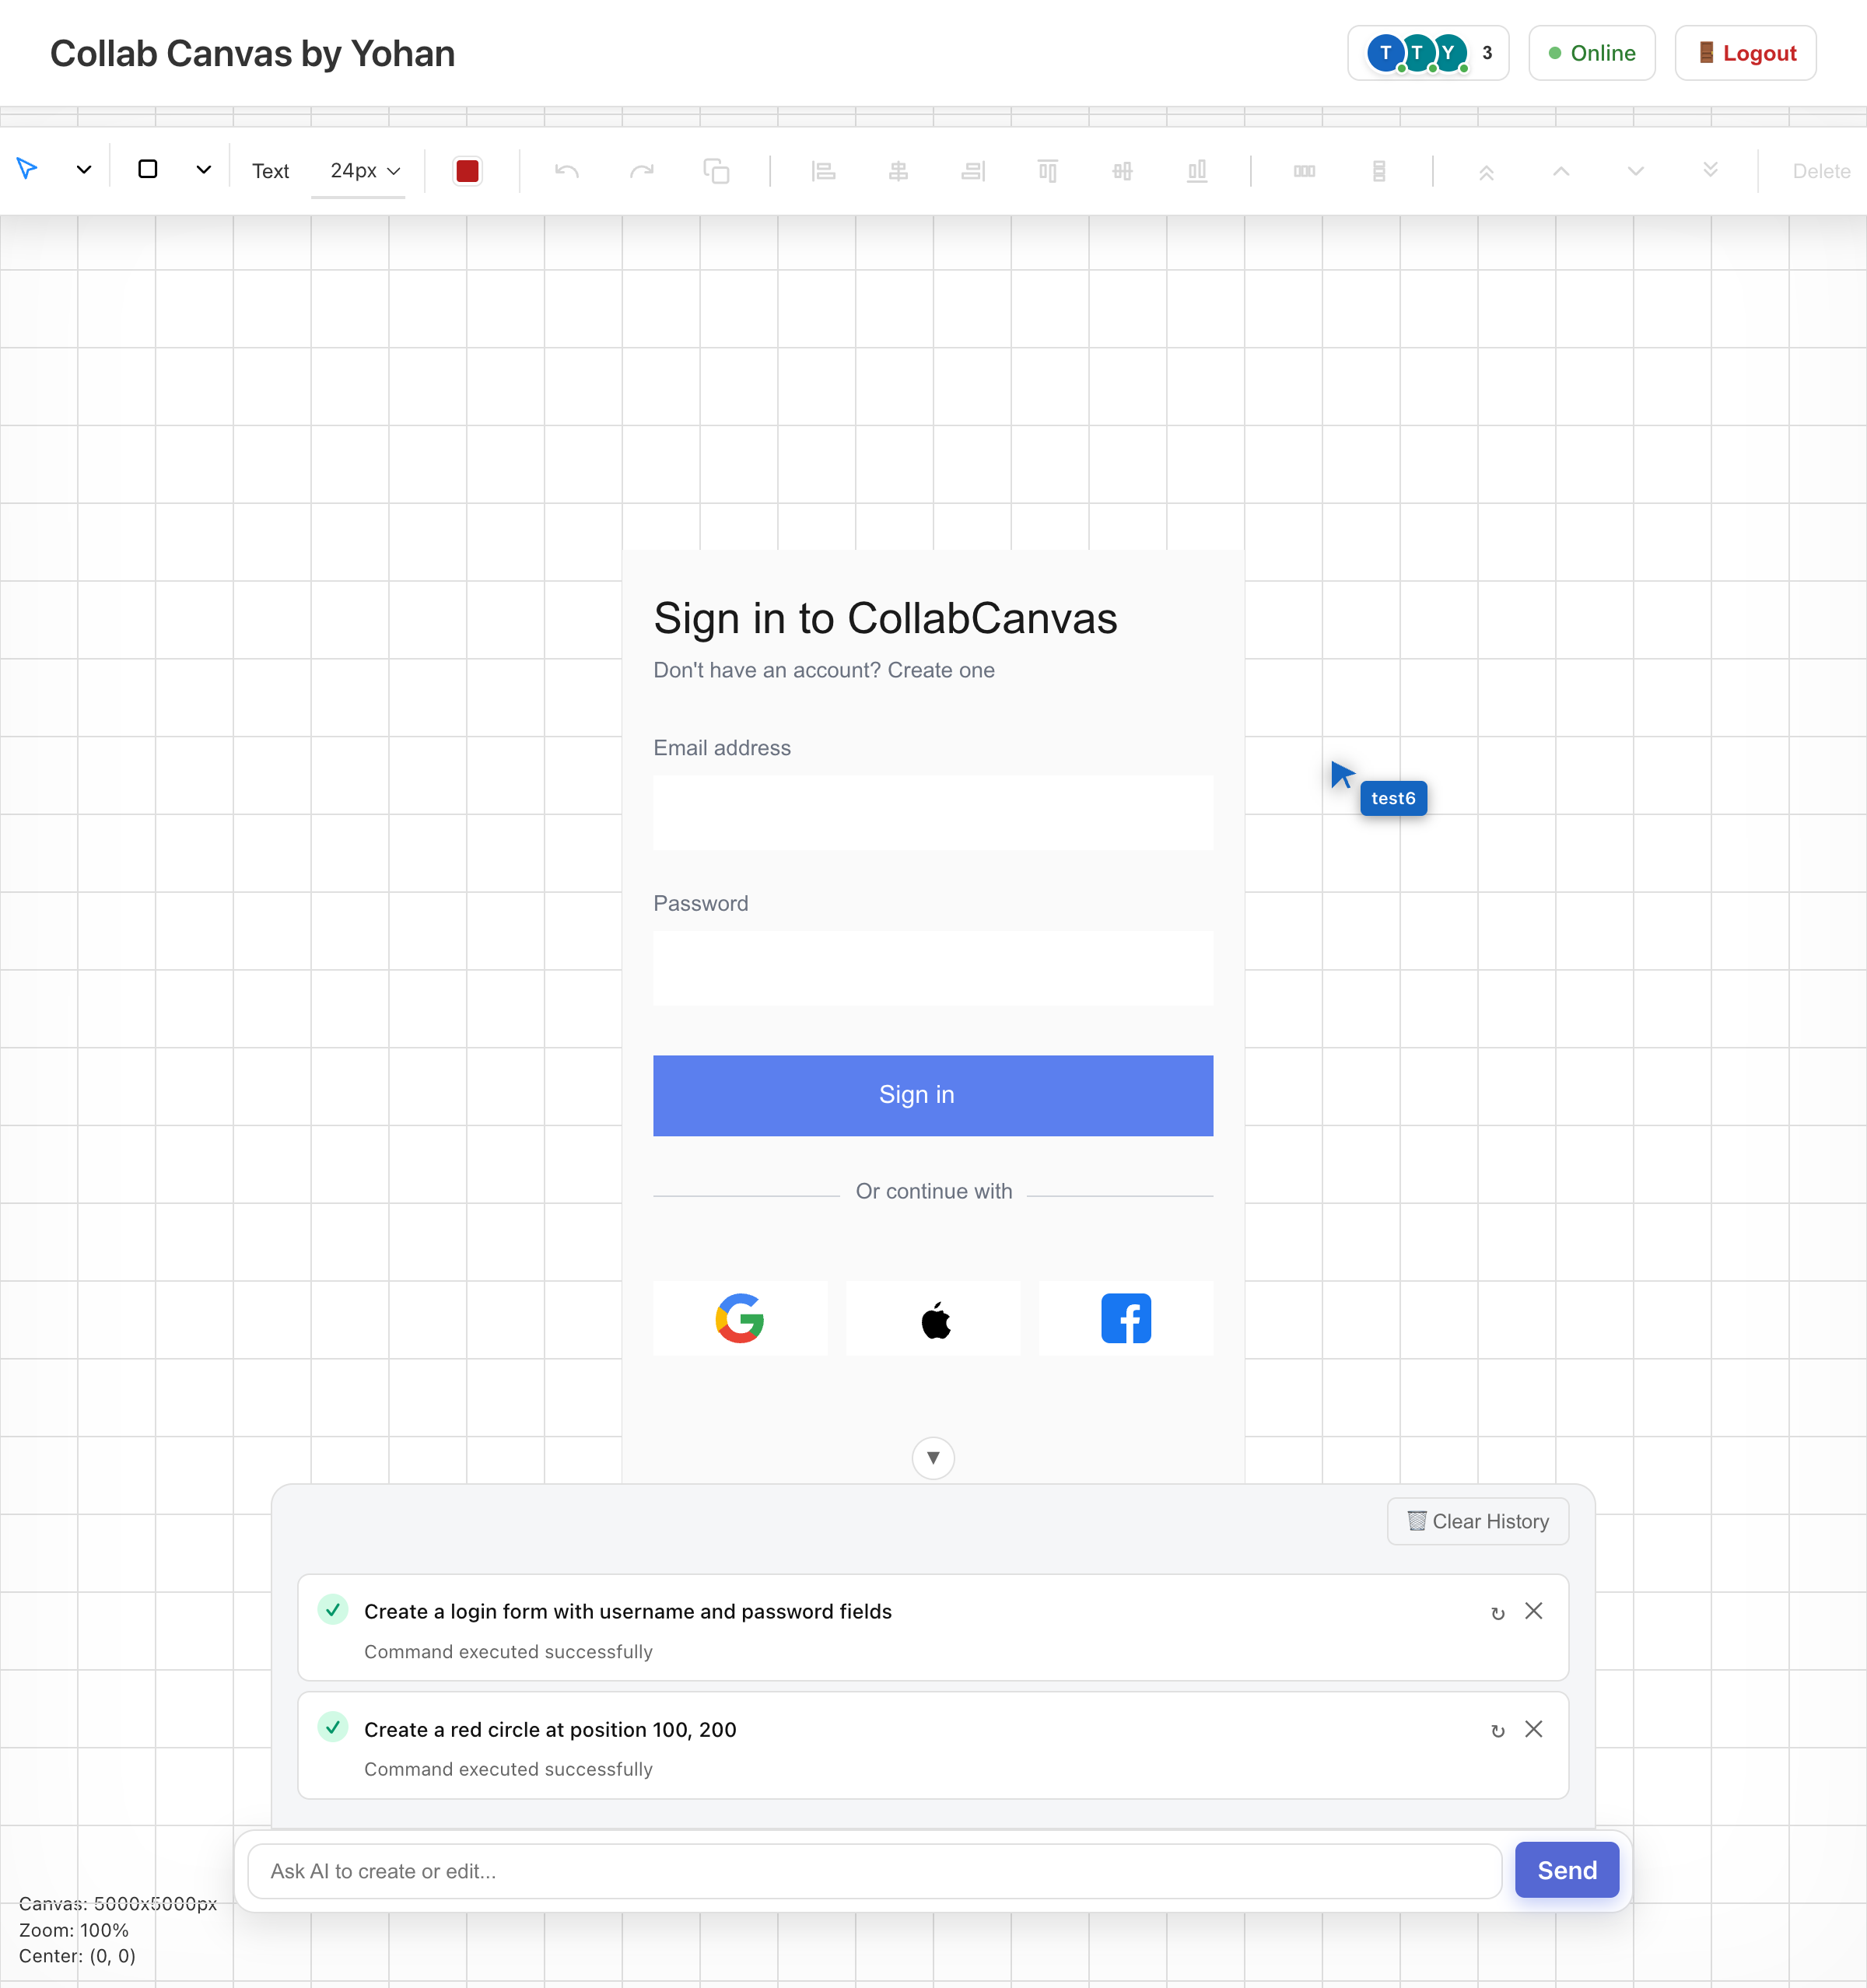 Collab Canvas by Yohan
T T Y 3
Online
Logout
Text
24px
Delete
Sign in to CollabCanvas
Don't have an account? Create one
Email address
test6
Password
Sign in
Or continue with
Clear History
Create a login form with username and password fields
Command executed successfully
Create a red circle at position 100, 200
Command executed successfully
Ask AI to create or edit...
Send
Canvas: 5000x5000px
Zoom: 100%
Center: (0, 0)